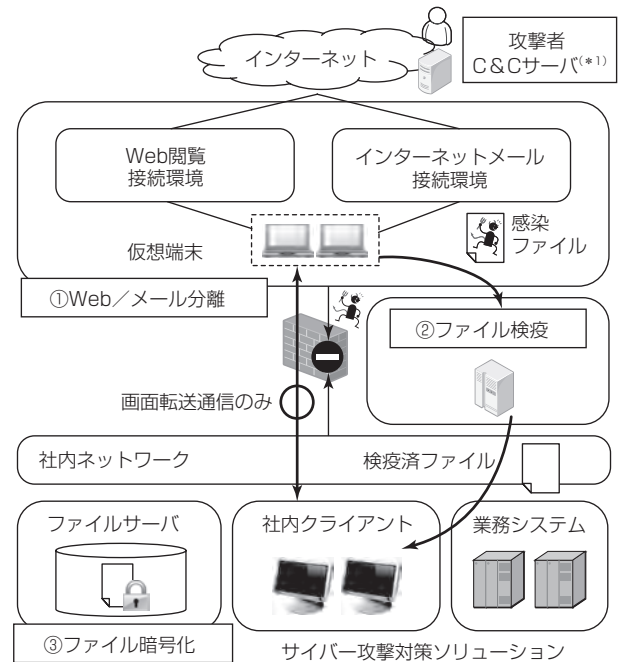 攻撃者
C&Cサーバ(*1)
インターネット
Web閲覧
接続環境
インターネットメール
接続環境
仮想端末
感染
ファイル
①Web/メール分離
②ファイル検疫
画面転送通信のみ
社内ネットワーク
検疫済ファイル
ファイルサーバ
社内クライアント
業務システム
③ファイル暗号化
サイバー攻撃対策ソリューション